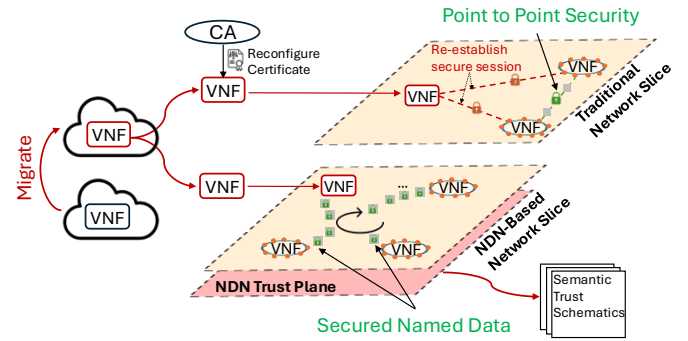 CA
Reconfigure
Certificate
Point to Point Security
VNF
Re-establish
secure session
VNF
VNF
VNF
Traditional
Network Slice
VNF
Migrate
VNF
VNF
VNF
...
VNF
VNF
VNF
NDN-Based
Network Slice
NDN Trust Plane
Semantic
Trust
Schematics
Secured Named Data